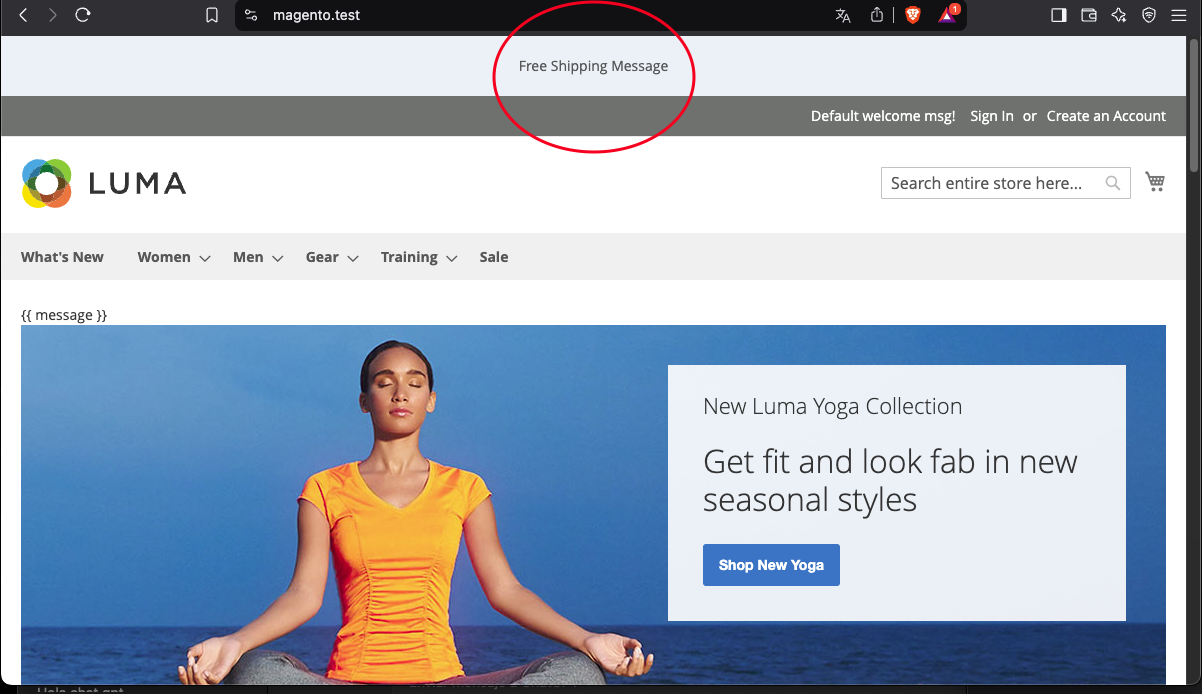 magento.test
1
Free Shipping Message
Default welcome msg! Sign In or Create an Account
LUMA
Search entire store here...
What's New Women Men Gear Training Sale
{{ message }}
New Luma Yoga Collection
Get fit and look fab in new
seasonal styles
Shop New Yoga